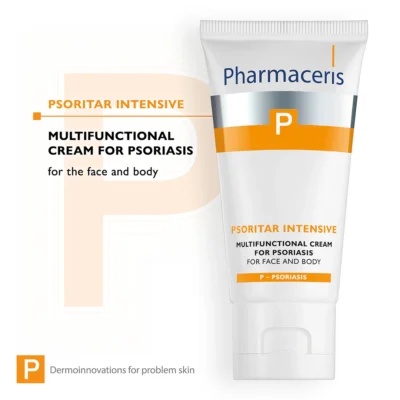 PSORITAR INTENSIVE
MULTIFUNCTIONAL
CREAM FOR PSORIASIS
for the face and body
P
P Dermoinnovations for problem skin
Pharmaceris
P
PSORITAR INTENSIVE
MULTIFUNCTIONAL CREAM
FOR PSORIASIS
FOR FACE AND BODY
P – PSORIASIS